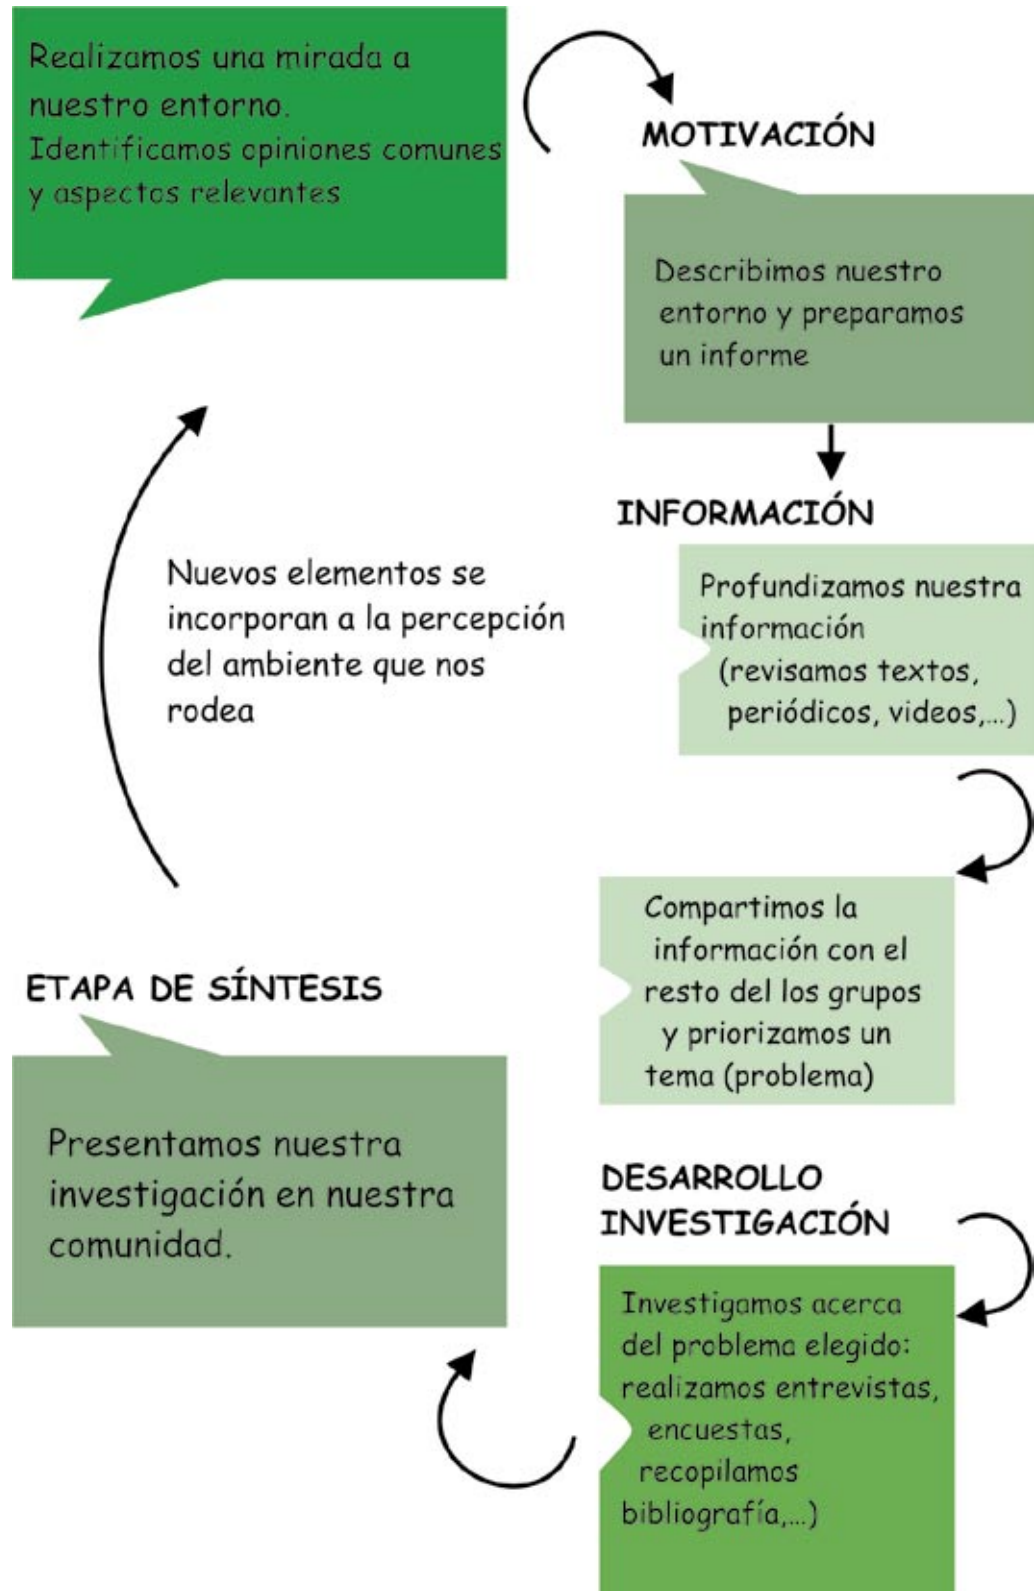 Realizamos una mirada a
nuestro entorno.
Identificamos opiniones comunes
y aspectos relevantes
MOTIVACIÓN
Describimos nuestro
entorno y preparamos
un informe
INFORMACIÓN
Profundizamos nuestra
información
(revisamos textos,
periódicos, videos,...)
Compartimos la
información con el
resto del los grupos
y priorizamos un
tema (problema)
DESARROLLO
INVESTIGACIÓN
Investigamos acerca
del problema elegido:
realizamos entrevistas,
encuestas,
recopilamos
bibliografía,...)
ETAPA DE SÍNTESIS
Presentamos nuestra
investigación en nuestra
comunidad.
Nuevos elementos se
incorporan a la percepción
del ambiente que nos
rodea